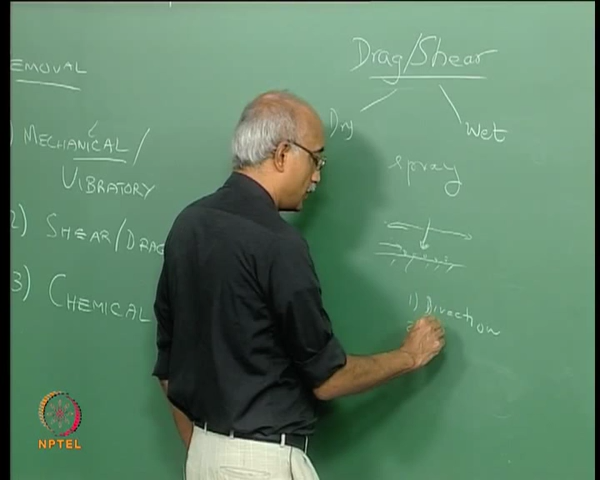 EMOVAL
) MECHANICAL /
VIBRATORY
2) SHEAR/DRAG
3) CHEMICAL
Drag/Shear
Dry
Wet
spray
1) Direction
NPTEL